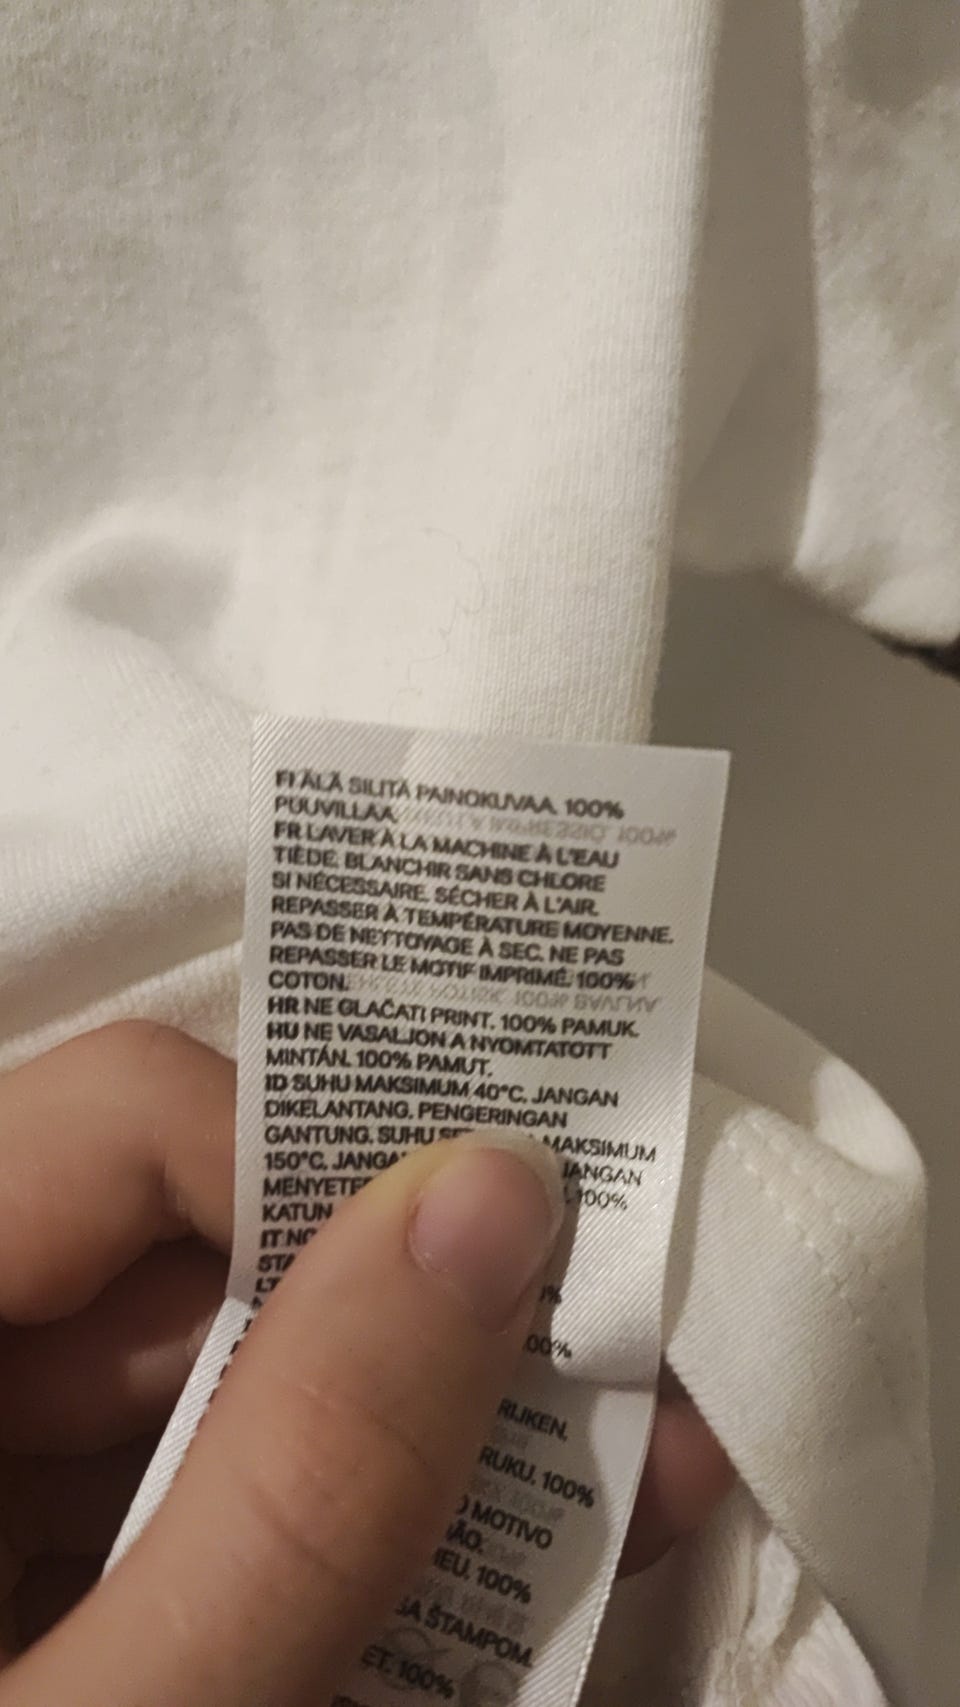 FI ÄLÄ SILITÄ PAINOKUVAA. 100%
PUUVILLAA.
FR LAVER À LA MACHINE À L'EAU
TIÈDE. BLANCHIR SANS CHLORE
SI NÉCESSAIRE. SÉCHER À L'AIR.
REPASSER À TEMPÉRATURE MOYENNE.
PAS DE NETTOYAGE À SEC. NE PAS
REPASSER LE MOTIF IMPRIMÉ. 100%
COTON.
HR NE GLAČATI PRINT. 100% PAMUK.
HU NE VASALJON A NYOMTATOTT
MINTÁN. 100% PAMUT.
ID SUHU MAKSIMUM 40°C. JANGAN
DIKELANTANG. PENGERINGAN
GANTUNG. SUHU MAKSIMUM
150°C. JANGAN
100%
KATUN
IT
RIJKEN.
RUKU. 100%
MOTIVO
100%
ŠTAMPOM.
100%